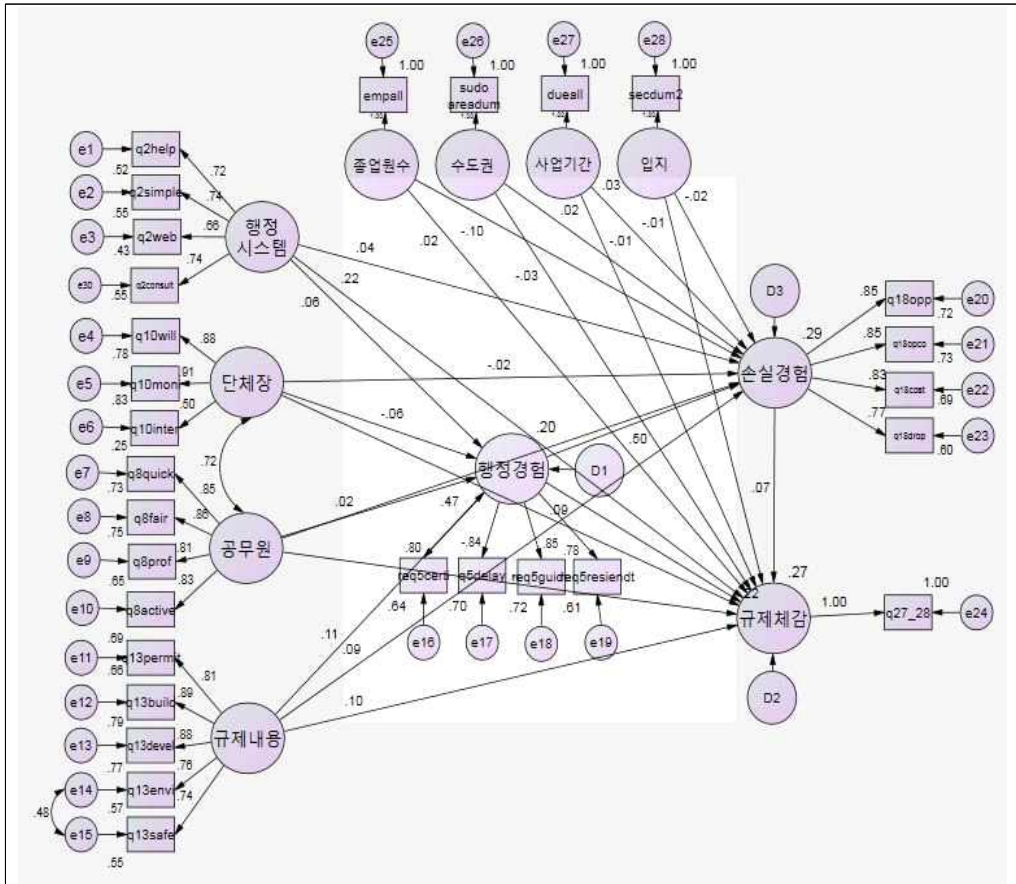 e25
e26
e27
e28
1.00
1.00
1.00
1.00
empall
sudo
areadum
dueall
secdum2
종업원수
수도권
사업기간
입지
e1
q2help
.52
.72
e2
q2simple
.55
.74
e3
q2web
.43
.66
e30
q2consult
.55
.74
행정
시스템
.04
.22
.06
.02
-.10
-.03
.03
.02
-.01
-.02
-.01
D3
.29
손실경험
.85
q18opp
.72
e20
.85
q18opco
.73
e21
.83
q18cost
.69
e22
.77
q18drop
.60
e23
e4
q10will
.78
.88
e5
q10moni
.83
.91
e6
q10inter
.25
.50
단체장
-.02
-.06
.72
.20
.50
행정경험
D1
.47
.09
.07
e7
q8quick
.73
.85
e8
q8fair
.75
.86
e9
q8prof
.65
.81
e10
q8active
.69
.83
공무원
.02
.80
-.84
.85
.78
req5certi
q5delay
req5guide
req5resiendt
.64
.70
.72
.61
e16
e17
e18
e19
.27
.22
규제체감
1.00
1.00
q27_28
e24
D2
e11
q13permit
.66
.81
e12
q13build
.79
.89
e13
q13devel
.77
.88
e14
q13envi
.57
.76
e15
q13safe
.55
.74
.48
규제내용
.11
.09
.10